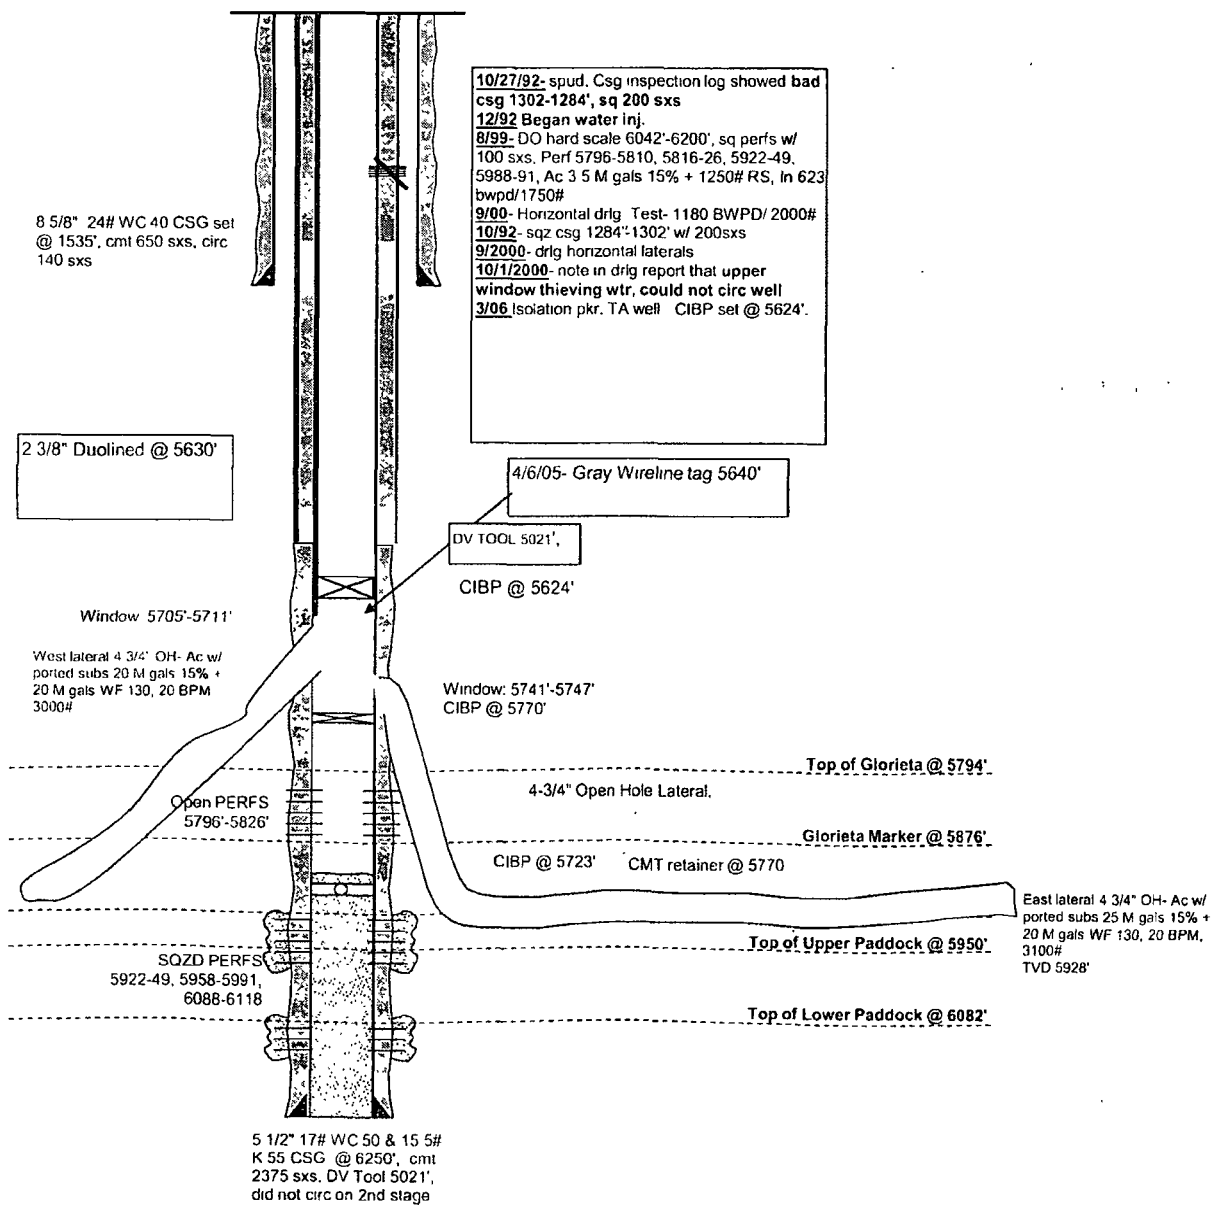 10/27/92- spud. Csg inspection log showed bad
csg 1302-1284', sq 200 sxs
12/92 Began water inj.
8/99- DO hard scale 6042'-6200', sq perfs w/
100 sxs, Perf 5796-5810, 5816-26, 5922-49,
5988-91, Ac 3 5 M gals 15% + 1250# RS, In 623
bwpd/1750#
9/00- Horizontal drlg Test- 1180 BWPD/ 2000#
10/92- sqz csg 1284'-1302' w/ 200sxs
9/2000- drlg horizontal laterals
10/1/2000- note in drlg report that upper
window thieving wtr, could not circ well
3/06 Isolation pkr. TA well CIBP set @ 5624'.
8 5/8" 24# WC 40 CSG set
@ 1535', cmt 650 sxs, circ
140 sxs
2 3/8" Duolined @ 5630'
4/6/05- Gray Wireline tag 5640'
DV TOOL 5021',
CIBP @ 5624'
Window 5705'-5711'
West lateral 4 3/4' OH- Ac w/
ported subs 20 M gals 15% +
20 M gals WF 130, 20 BPM
3000#
Window: 5741'-5747'
CIBP @ 5770'
Top of Glorieta @ 5794'
4-3/4" Open Hole Lateral.
Open PERFS
5796'-5826'
Glorieta Marker @ 5876'
CIBP @ 5723' CMT retainer @ 5770
East lateral 4 3/4" OH- Ac w/
ported subs 25 M gals 15% +
20 M gals WF 130, 20 BPM,
3100#
TVD 5928'
Top of Upper Paddock @ 5950'
SQZD PERFS
5922-49, 5958-5991,
6088-6118
Top of Lower Paddock @ 6082'
5 1/2" 17# WC 50 & 15 5#
K 55 CSG @ 6250', cmt
2375 sxs. DV Tool 5021',
did not circ on 2nd stage